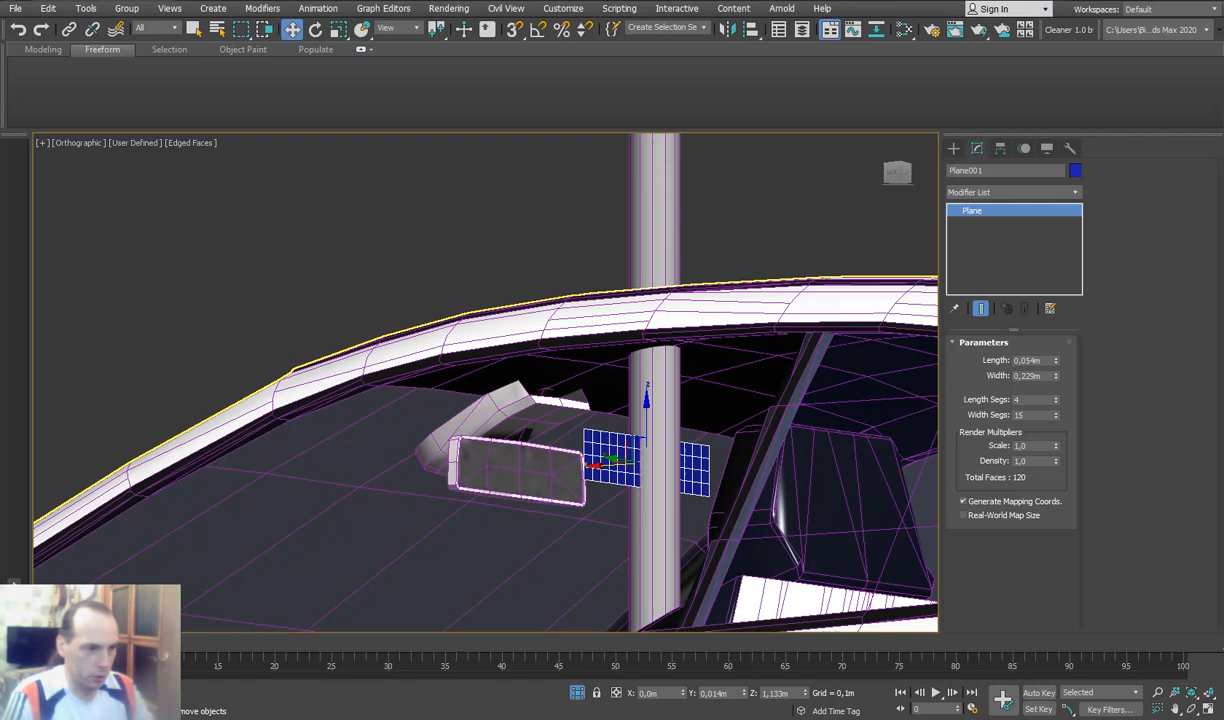 File Edit Tools Group Views Create Modifiers Animation Graph Editors Rendering Civil View Customize Scripting Interactive Content Arnold Help Sign In Workspaces: Default
All View Create Selection Se Cleaner 1.0 b C:\Users\Bi...ds Max 2020
Modeling Freeform Selection Object Paint Populate
[+] [Orthographic] [User Defined] [Edged Faces]
Plane001
Modifier List
Plane
Parameters
Length: 0,054m
Width: 0,229m
Length Segs: 4
Width Segs: 15
Render Multipliers
Scale: 1,0
Density: 1,0
Total Faces : 120
Generate Mapping Coords.
Real-World Map Size
z
15 20 25 30 35 40 45 50 55 60 65 70 75 80 85 90 95 100
X: 0,0m Y: 0,014m Z: 1,133m Grid = 0,1m Auto Key Selected
move objects Add Time Tag 0 Set Key Key Filters...